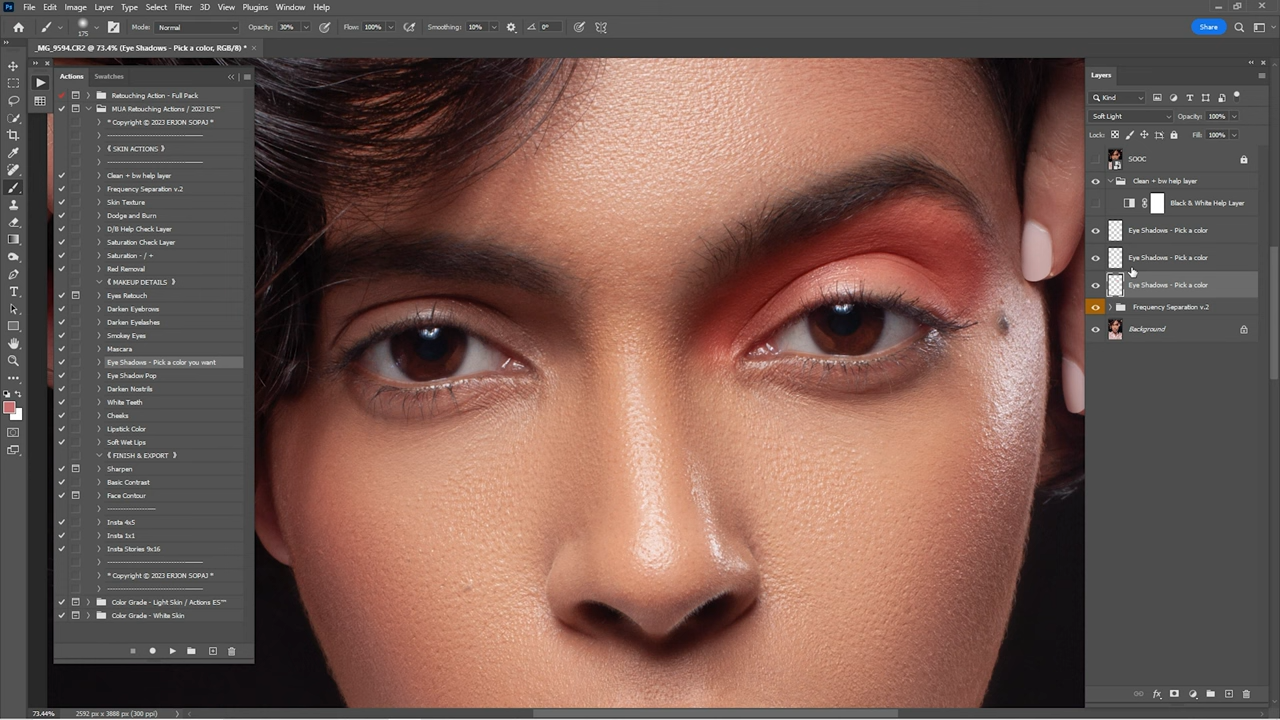 File Edit Image Layer Type Select Filter 3D View Plugins Window Help
175 Mode: Normal Opacity: 30% Flow: 100% Smoothing: 10% 0° Share
_MG_9594.CR2 @ 73.4% (Eye Shadows - Pick a color, RGB/8) *
Actions Swatches
Retouching Action - Full Pack
MUA Retouching Actions / 2023 ES™
* Copyright © 2023 ERJON SOPAJ *
《 SKIN ACTIONS 》
Clean + bw help layer
Frequency Separation v.2
Skin Texture
Dodge and Burn
D/B Help Check Layer
Saturation Check Layer
Saturation - / +
Red Removal
《 MAKEUP DETAILS 》
Eyes Retouch
Darken Eyebrows
Darken Eyelashes
Smokey Eyes
Mascara
Eye Shadows - Pick a color you want
Eye Shadow Pop
Darken Nostrils
White Teeth
Cheeks
Lipstick Color
Soft Wet Lips
《 FINISH & EXPORT 》
Sharpen
Basic Contrast
Face Contour
Insta 4x5
Insta 1x1
Insta Stories 9x16
* Copyright © 2023 ERJON SOPAJ *
Color Grade - Light Skin / Actions ES™
Color Grade - White Skin
Layers
Kind
Soft Light Opacity: 100%
Lock: Fill: 100%
SOOC
Clean + bw help layer
Black & White Help Layer
Eye Shadows - Pick a color
Eye Shadows - Pick a color
Eye Shadows - Pick a color
Frequency Separation v.2
Background
73.44% 2592 px x 3888 px (300 ppi)